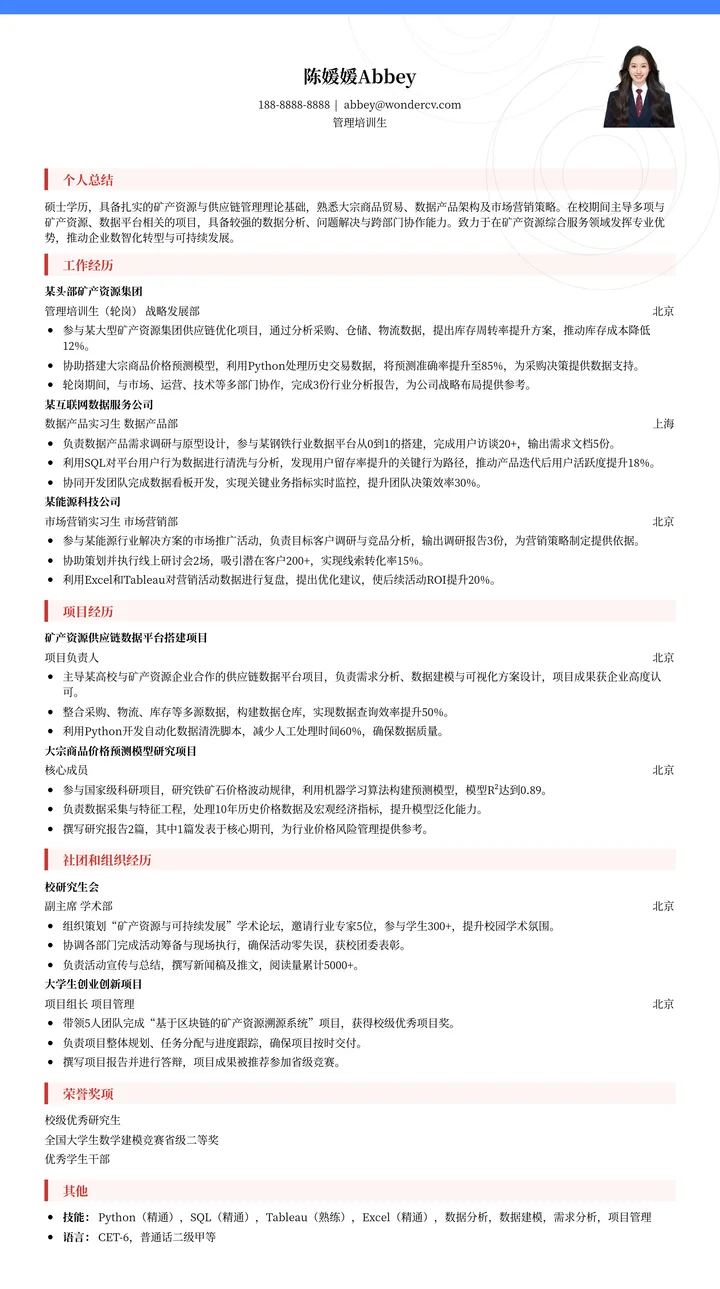 陈媛媛Abbey
188-8888-8888 | abbey@wondercv.com
管理培训生
个人总结
硕士学历，具备扎实的矿产资源与供应链管理理论基础，熟悉大宗商品贸易、数据产品架构及市场营销策略。在校期间主导多项与
矿产资源、数据平台相关的项目，具备较强的数据分析、问题解决与跨部门协作能力。致力于在矿产资源综合服务领域发挥专业优
势，推动企业数智化转型与可持续发展。
工作经历
某头部矿产资源集团
管理培训生（轮岗） 战略发展部 北京
• 参与某大型矿产资源集团供应链优化项目，通过分析采购、仓储、物流数据，提出库存周转率提升方案，推动库存成本降低
12%。
• 协助搭建大宗商品价格预测模型，利用Python处理历史交易数据，将预测准确率提升至85%，为采购决策提供数据支持。
• 轮岗期间，与市场、运营、技术等多部门协作，完成3份行业分析报告，为公司战略布局提供参考。
某互联网数据服务公司
数据产品实习生 数据产品部 上海
• 负责数据产品需求调研与原型设计，参与某钢铁行业数据平台从0到1的搭建，完成用户访谈20+，输出需求文档5份。
• 利用SQL对平台用户行为数据进行清洗与分析，发现用户留存率提升的关键行为路径，推动产品迭代后用户活跃度提升18%。
• 协同开发团队完成数据看板开发，实现关键业务指标实时监控，提升团队决策效率30%。
某能源科技公司
市场营销实习生 市场营销部 北京
• 参与某能源行业解决方案的市场推广活动，负责目标客户调研与竞品分析，输出调研报告3份，为营销策略制定提供依据。
• 协助策划并执行线上研讨会2场，吸引潜在客户200+，实现线索转化率15%。
• 利用Excel和Tableau对营销活动数据进行复盘，提出优化建议，使后续活动ROI提升20%。
项目经历
矿产资源供应链数据平台搭建项目
项目负责人 北京
• 主导某高校与矿产资源企业合作的供应链数据平台项目，负责需求分析、数据建模与可视化方案设计，项目成果获企业高度认
可。
• 整合采购、物流、库存等多源数据，构建数据仓库，实现数据查询效率提升50%。
• 利用Python开发自动化数据清洗脚本，减少人工处理时间60%，确保数据质量。
大宗商品价格预测模型研究项目
核心成员 北京
• 参与国家级科研项目，研究铁矿石价格波动规律，利用机器学习算法构建预测模型，模型R²达到0.89。
• 负责数据采集与特征工程，处理10年历史价格数据及宏观经济指标，提升模型泛化能力。
• 撰写研究报告2篇，其中1篇发表于核心期刊，为行业价格风险管理提供参考。
社团和组织经历
校研究生会
副主席 学术部 北京
• 组织策划“矿产资源与可持续发展”学术论坛，邀请行业专家5位，参与学生300+，提升校园学术氛围。
• 协调各部门完成活动筹备与现场执行，确保活动零失误，获校团委表彰。
• 负责活动宣传与总结，撰写新闻稿及推文，阅读量累计5000+。
大学生创业创新项目
项目组长 项目管理 北京
• 带领5人团队完成“基于区块链的矿产资源溯源系统”项目，获得校级优秀项目奖。
• 负责项目整体规划、任务分配与进度跟踪，确保项目按时交付。
• 撰写项目报告并进行答辩，项目成果被推荐参加省级竞赛。
荣誉奖项
校级优秀研究生
全国大学生数学建模竞赛省级二等奖
优秀学生干部
其他
• 技能： Python（精通）, SQL（精通）, Tableau（熟练）, Excel（精通）, 数据分析，数据建模，需求分析，项目管理
• 语言： CET-6，普通话二级甲等